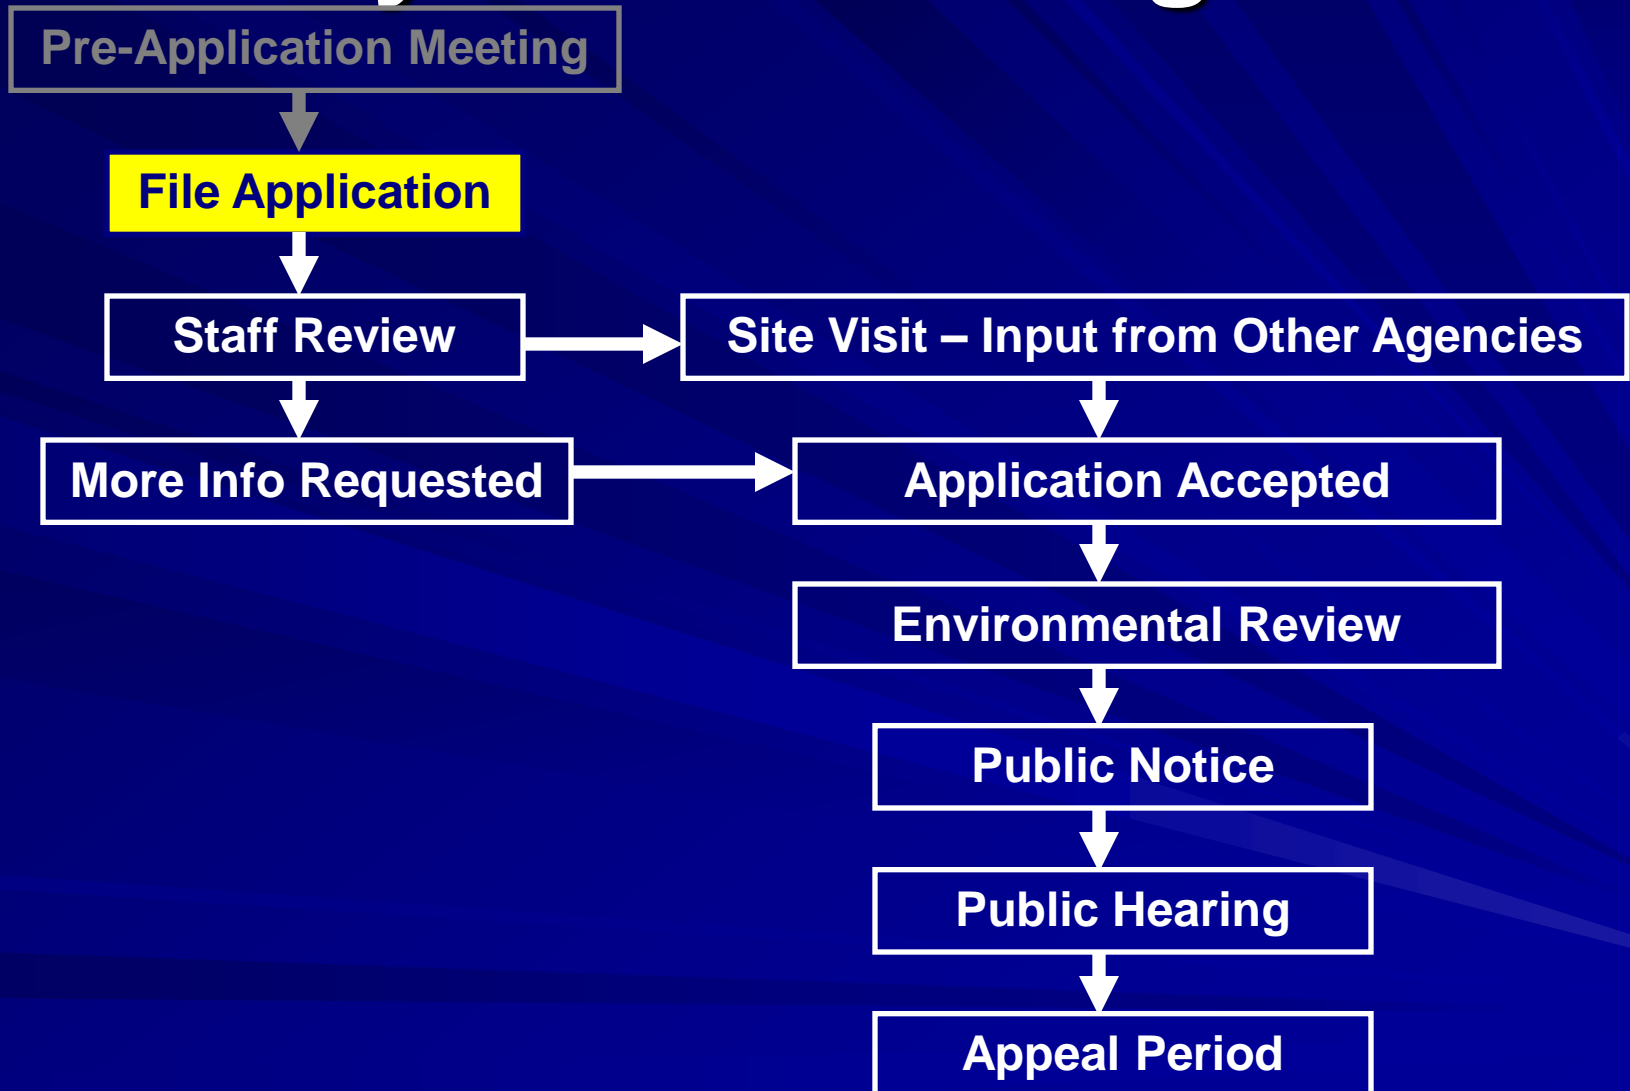 Pre-Application Meeting
File Application
Staff Review
Site Visit – Input from Other Agencies
More Info Requested
Application Accepted
Environmental Review
Public Notice
Public Hearing
Appeal Period